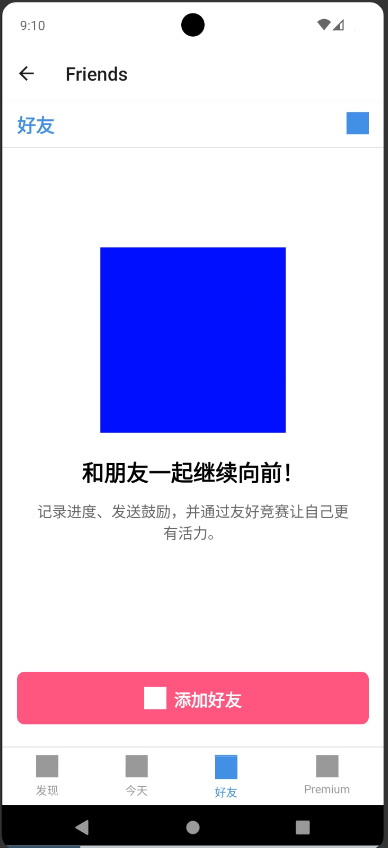 9:10
Friends
好友
和朋友一起继续向前！
记录进度、发送鼓励，并通过友好竞赛让自己更
有活力。
添加好友
发现
今天
好友
Premium